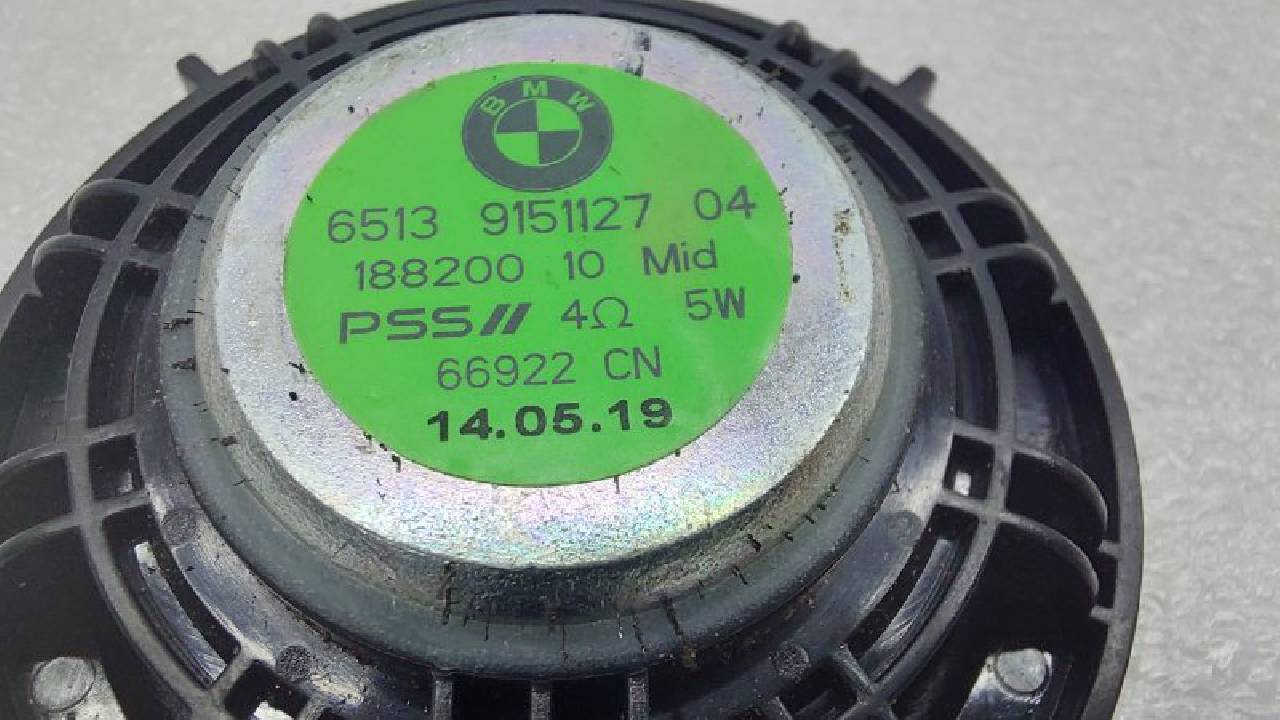 BMW
6513 9151127 04
188200 10 Mid
PSS// 4Ω 5W
66922 CN
14.05.19